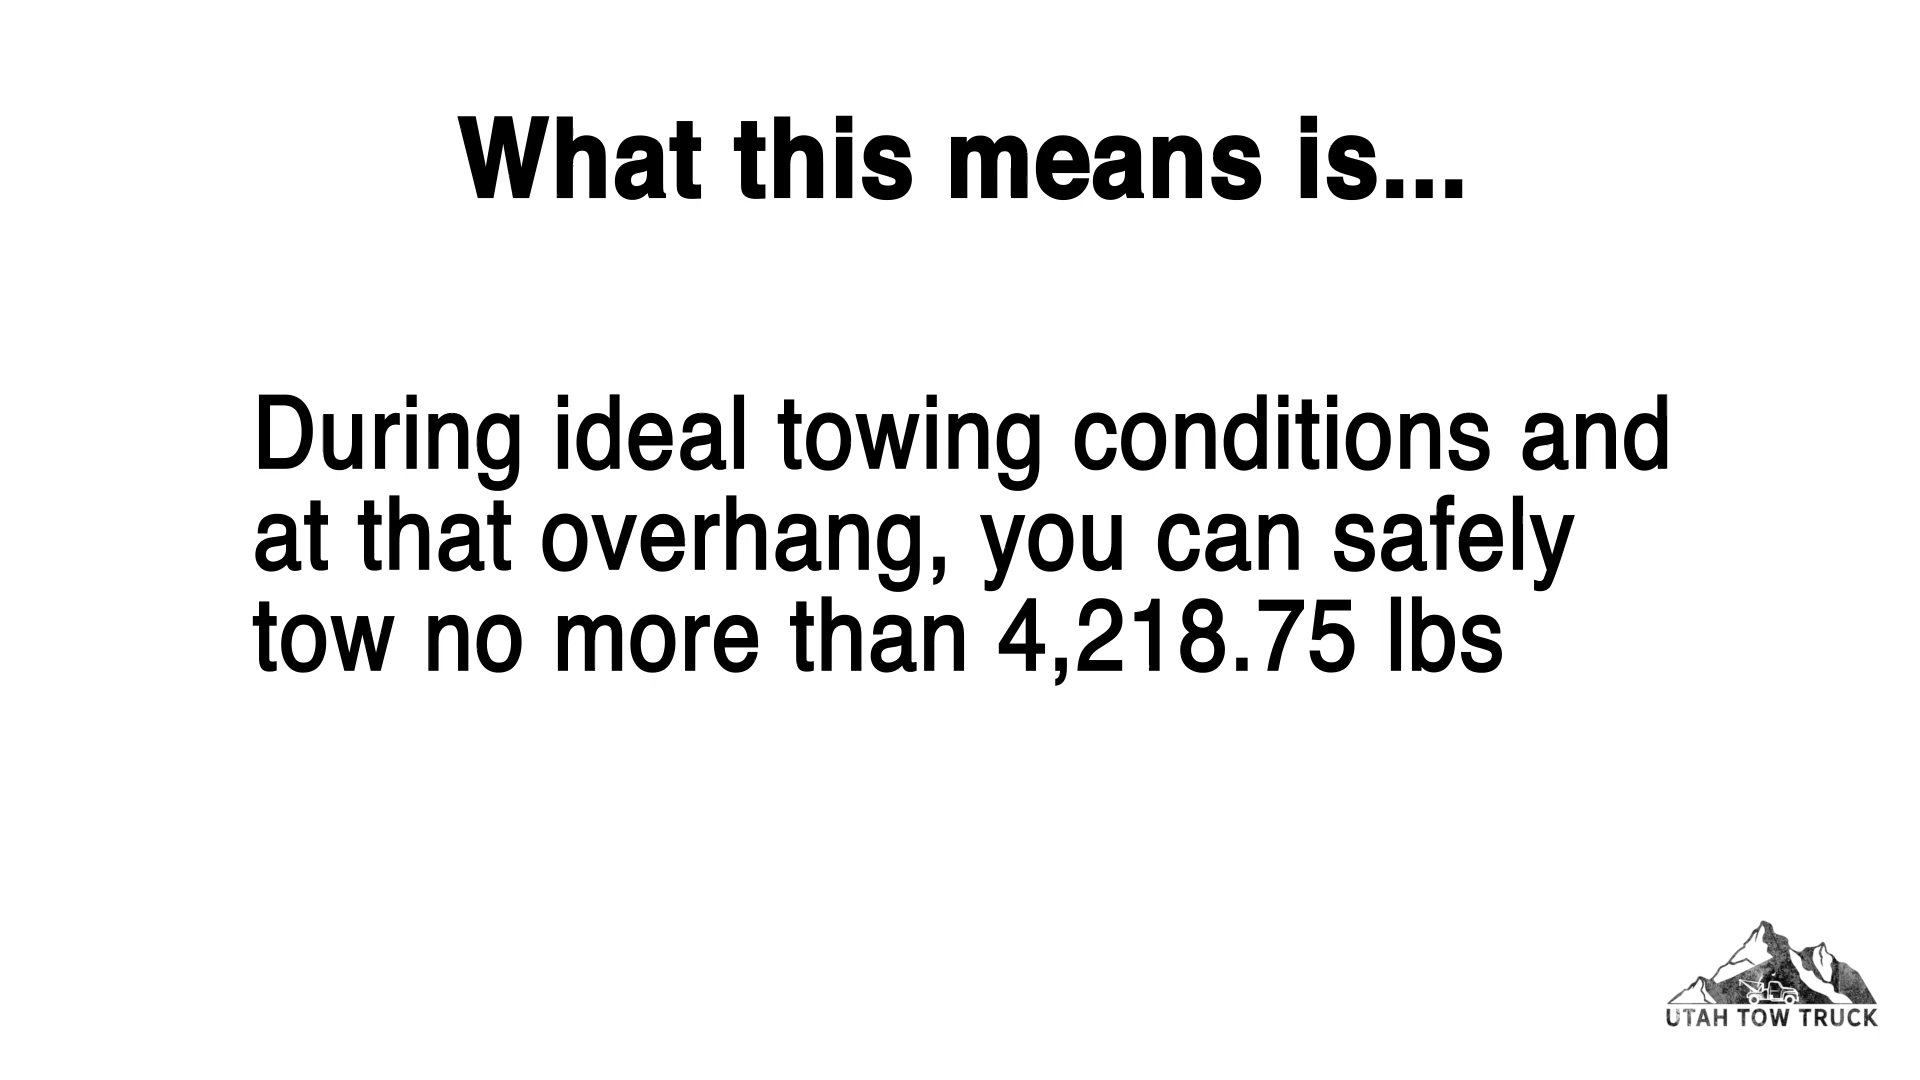 What this means is...
During ideal towing conditions and
at that overhang, you can safely
tow no more than 4,218.75 lbs
UTAH TOW TRUCK